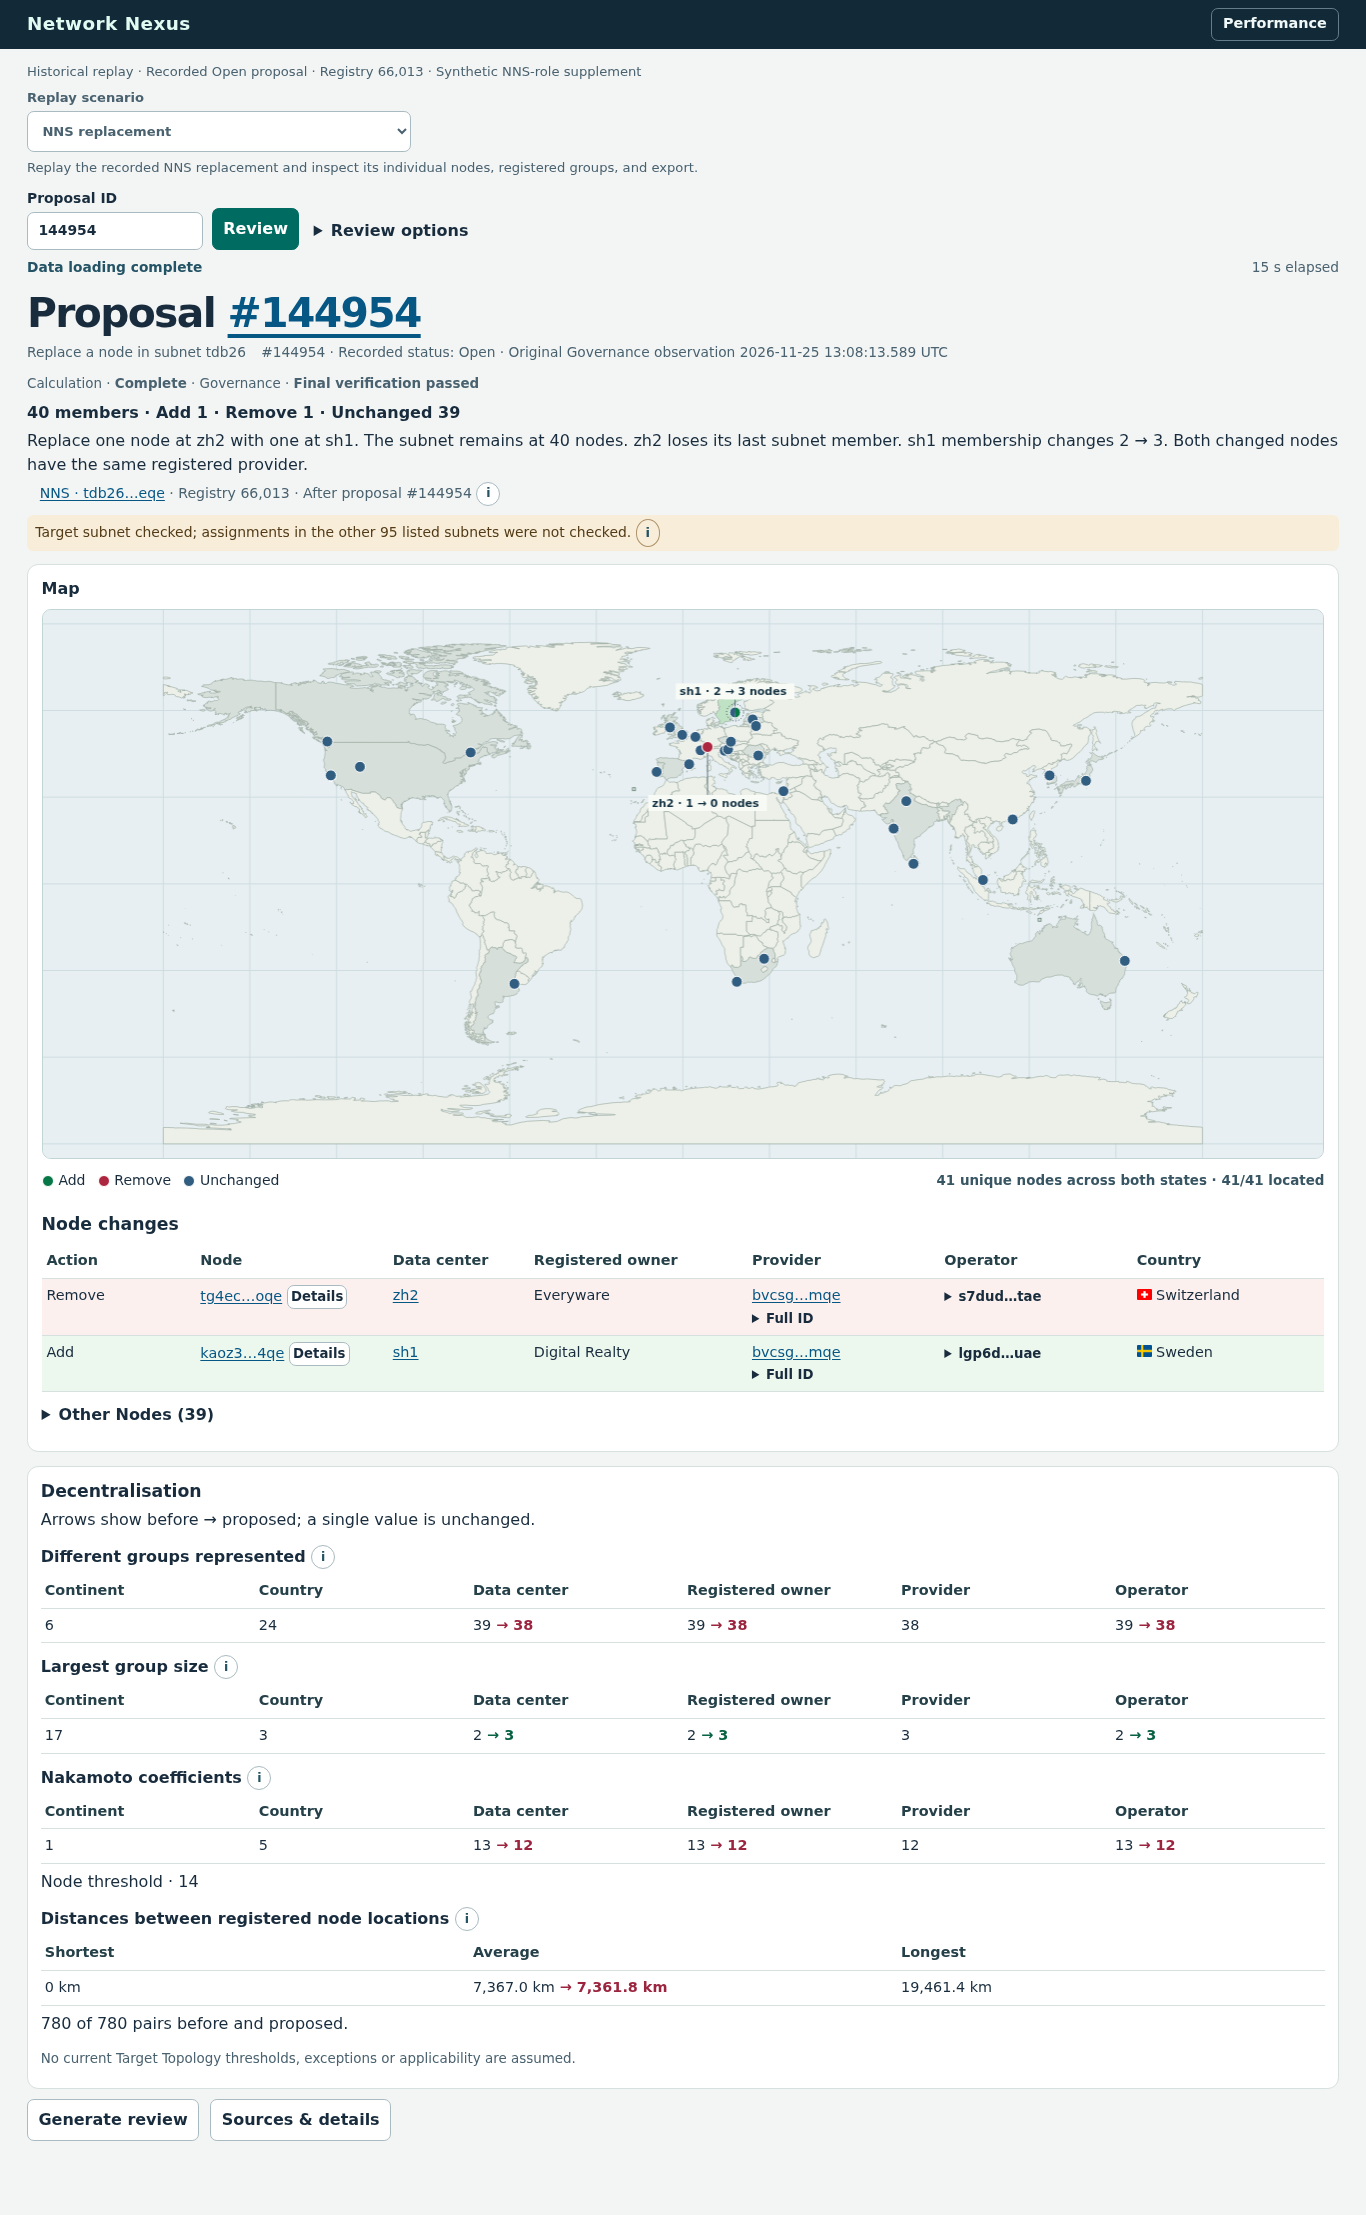 Network Nexus
Performance
Historical replay · Recorded Open proposal · Registry 66,013 · Synthetic NNS-role supplement
Replay scenario
NNS replacement
Replay the recorded NNS replacement and inspect its individual nodes, registered groups, and export.
Proposal ID
144954
Review
▶ Review options
Data loading complete
15 s elapsed
Proposal #144954
Replace a node in subnet tdb26 #144954 · Recorded status: Open · Original Governance observation 2026-11-25 13:08:13.589 UTC
Calculation · Complete · Governance · Final verification passed
40 members · Add 1 · Remove 1 · Unchanged 39
Replace one node at zh2 with one at sh1. The subnet remains at 40 nodes. zh2 loses its last subnet member. sh1 membership changes 2 → 3. Both changed nodes
have the same registered provider.
NNS · tdb26…eqe · Registry 66,013 · After proposal #144954 i
Target subnet checked; assignments in the other 95 listed subnets were not checked. i
Map
sh1 · 2 → 3 nodes
zh2 · 1 → 0 nodes
Add Remove Unchanged
41 unique nodes across both states · 41/41 located
Node changes
Action Node Data center Registered owner Provider Operator Country
Remove tg4ec…oqe Details zh2 Everyware bvcsg…mqe ▶ s7dud…tae Switzerland
▶ Full ID
Add kaoz3…4qe Details sh1 Digital Realty bvcsg…mqe ▶ lgp6d…uae Sweden
▶ Full ID
▶ Other Nodes (39)
Decentralisation
Arrows show before → proposed; a single value is unchanged.
Different groups represented i
Continent Country Data center Registered owner Provider Operator
6 24 39 → 38 39 → 38 38 39 → 38
Largest group size i
Continent Country Data center Registered owner Provider Operator
17 3 2 → 3 2 → 3 3 2 → 3
Nakamoto coefficients i
Continent Country Data center Registered owner Provider Operator
1 5 13 → 12 13 → 12 12 13 → 12
Node threshold · 14
Distances between registered node locations i
Shortest Average Longest
0 km 7,367.0 km → 7,361.8 km 19,461.4 km
780 of 780 pairs before and proposed.
No current Target Topology thresholds, exceptions or applicability are assumed.
Generate review
Sources & details